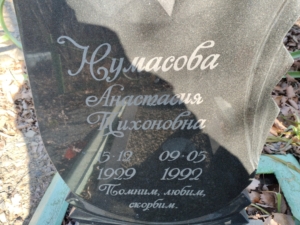 Нумасова
Анастасия
Тихоновна
5-12 09-05
1929 1992
Помним, любим,
скорбим.